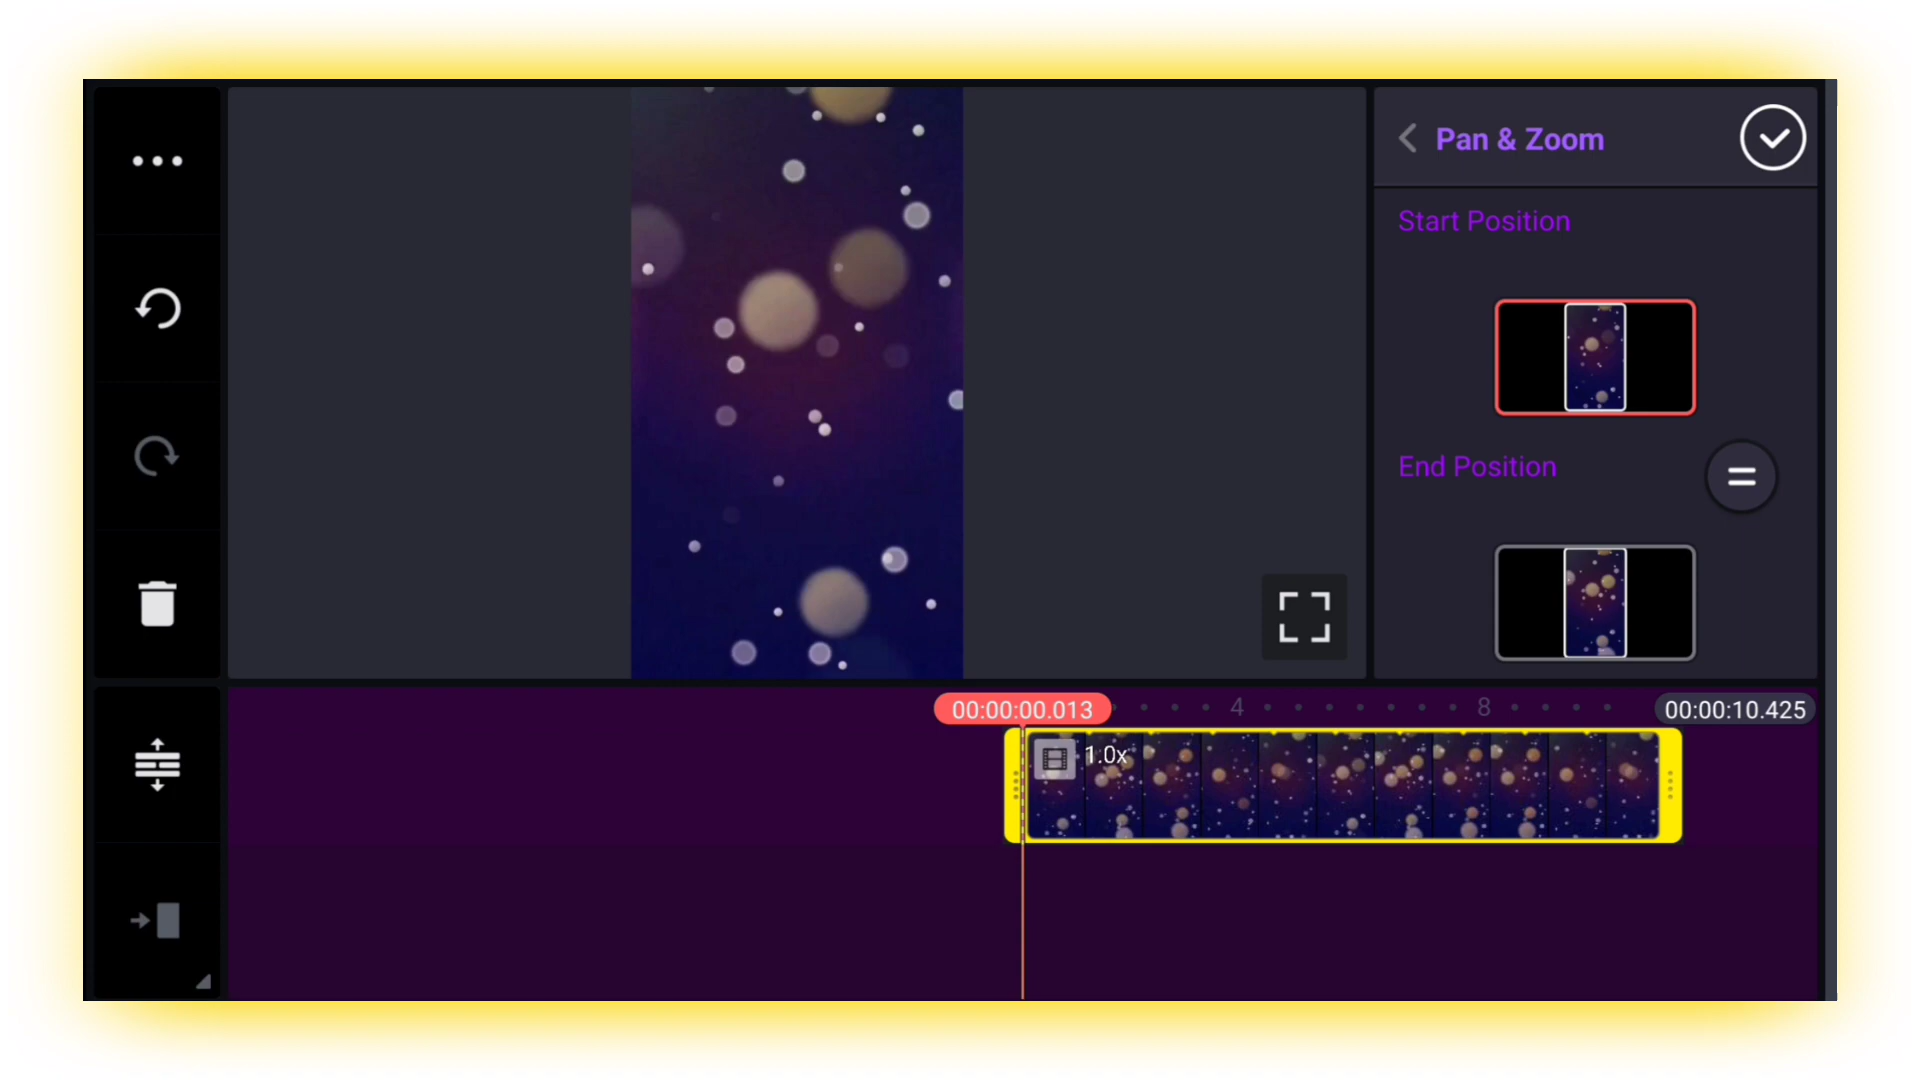 Pan & Zoom
Start Position
End Position
00:00:00.013
4
8
00:00:10.425
1.0x